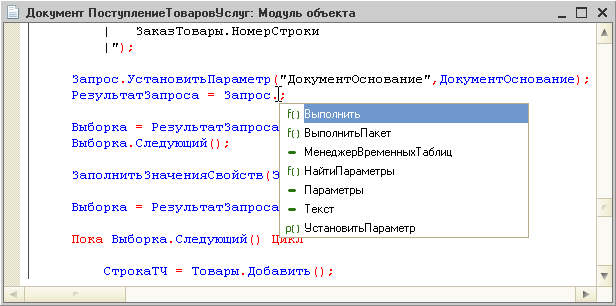 Документ ПоступлениеТоваровУслуг: Модуль объекта
| ЗаказТовары.НомерСтроки
|");
Запрос.УстановитьПараметр("ДокументОснование",ДокументОснование);
РезультатЗапроса = Запрос.;
f() Выполнить
Выборка = РезультатЗапроса
f() ВыполнитьПакет
Выборка.Следующий();
МенеджерВременныхТаблиц
ЗаполнитьЗначенияСвойств(Э
f() НайтиПараметры
Параметры
Выборка = РезультатЗапроса
Текст
p() УстановитьПараметр
Пока Выборка.Следующий() Цикл
СтрокаТЧ = Товары.Добавить();